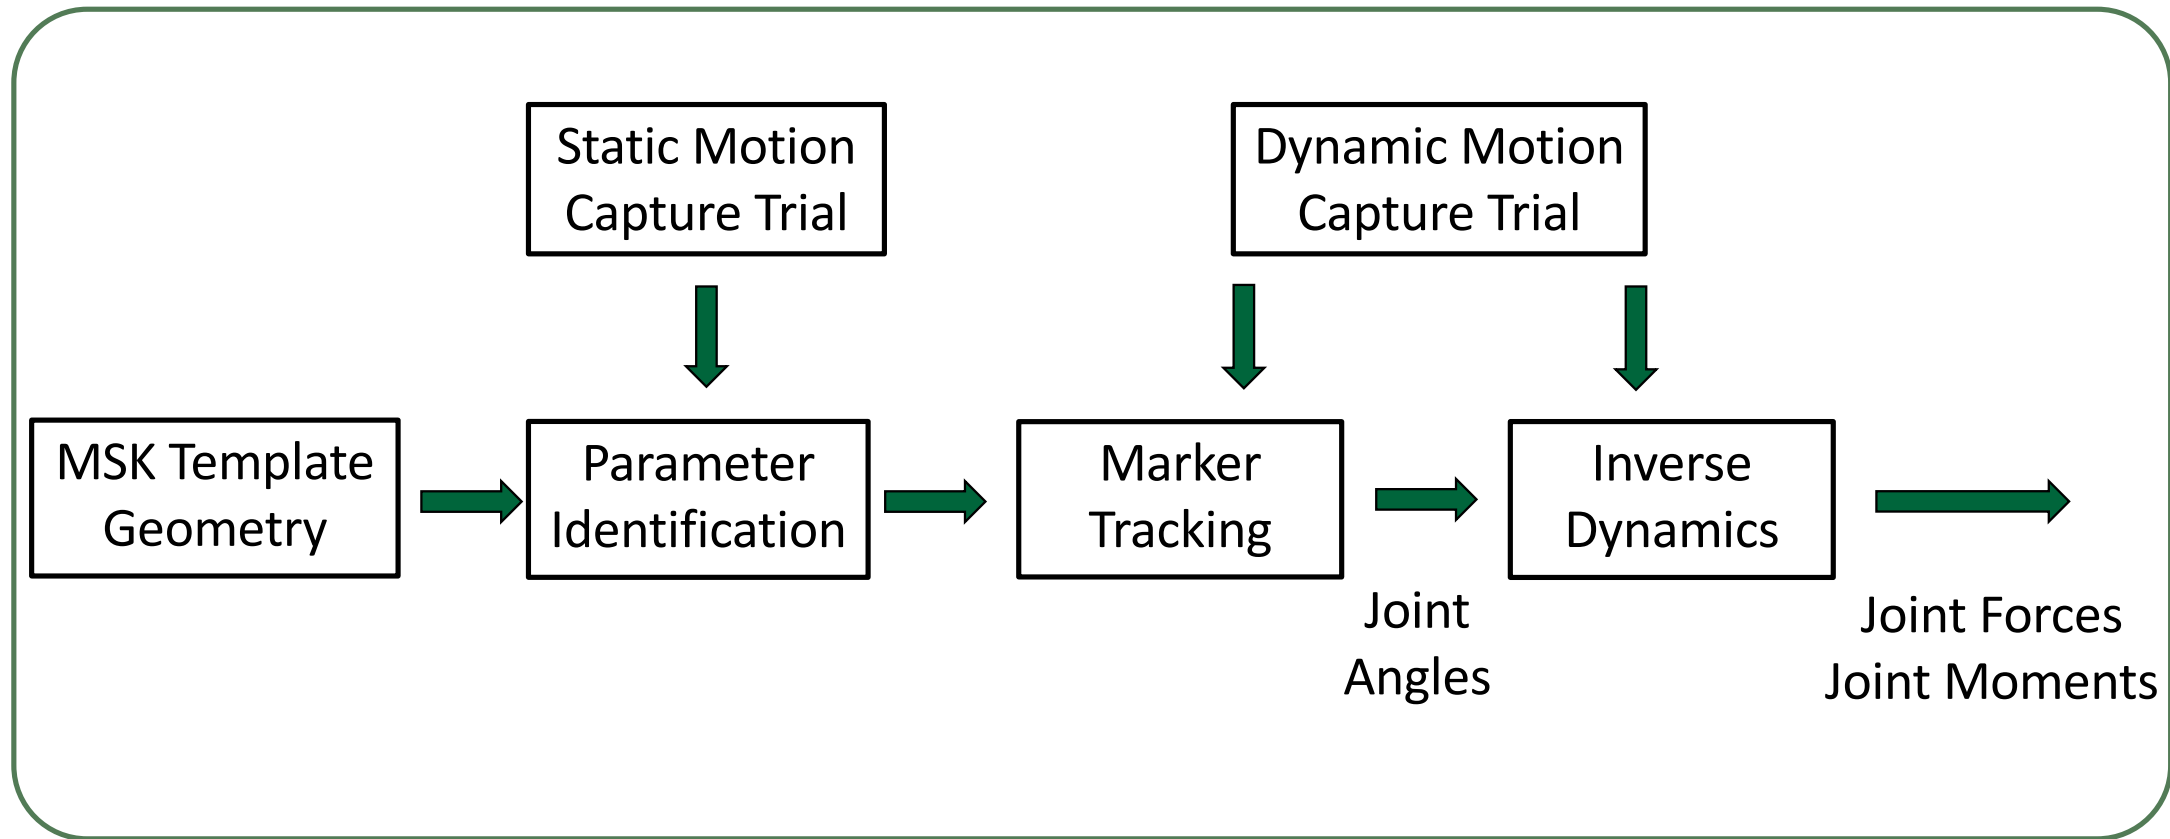 Static Motion
Capture Trial
Dynamic Motion
Capture Trial
MSK Template
Geometry
Parameter
Identification
Marker
Tracking
Inverse
Dynamics
Joint
Angles
Joint Forces
Joint Moments